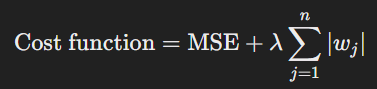 Cost function = MSE + λ ∑_{j=1}^{n} |w_j|